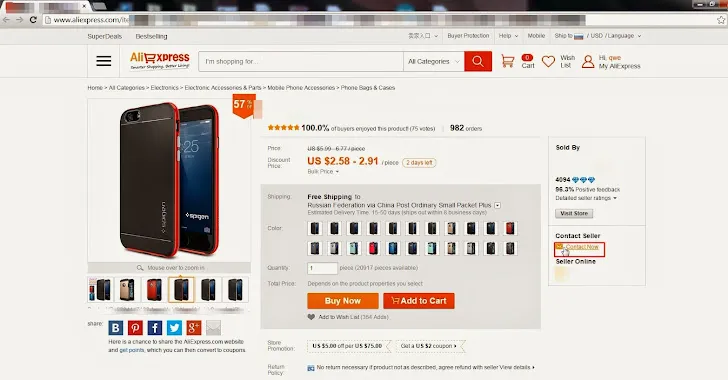 www.aliexpress.com/
SuperDeals Bestselling
Buyer Protection Help Mobile Ship to / USD / Language
AliExpress
Smarter Shopping, Better Living!
I'm shopping for...
All Categories
0
Cart
Wish
List
Hi, qwe
My AliExpress
Home > All Categories > Electronics > Electronic Accessories & Parts > Mobile Phone Accessories > Phone Bags & Cases
57 %
100.0% of buyers enjoyed this product! (75 votes) 982 orders
Price: US $5.99 - 6.77 / piece
Discount
Price:
US $2.58 - 2.91 / piece 2 days left
Bulk Price
Shipping: Free Shipping to
Russian Federation via China Post Ordinary Small Packet Plus
Estimated Delivery Time: 15-50 days (ships out within 8 business days)
Color:
Quantity: 1 piece (20917 pieces available)
Total Price: Depends on the product properties you select
Buy Now Add to Cart
Add to Wish List (354 Adds)
Store
Promotion:
US $5.00 off per US $75.00 Get a US $2 coupon
Return
Policy:
No return necessary if product not as described, agree refund with seller View details
spigen
Mouse over to zoom in
share:
Here is a chance to share the AliExpress.com website
and get points, which you can then convert to coupons.
Sold By
4094
96.3% Positive feedback
Detailed seller ratings
Visit Store
Contact Seller
Contact Now
Seller Online